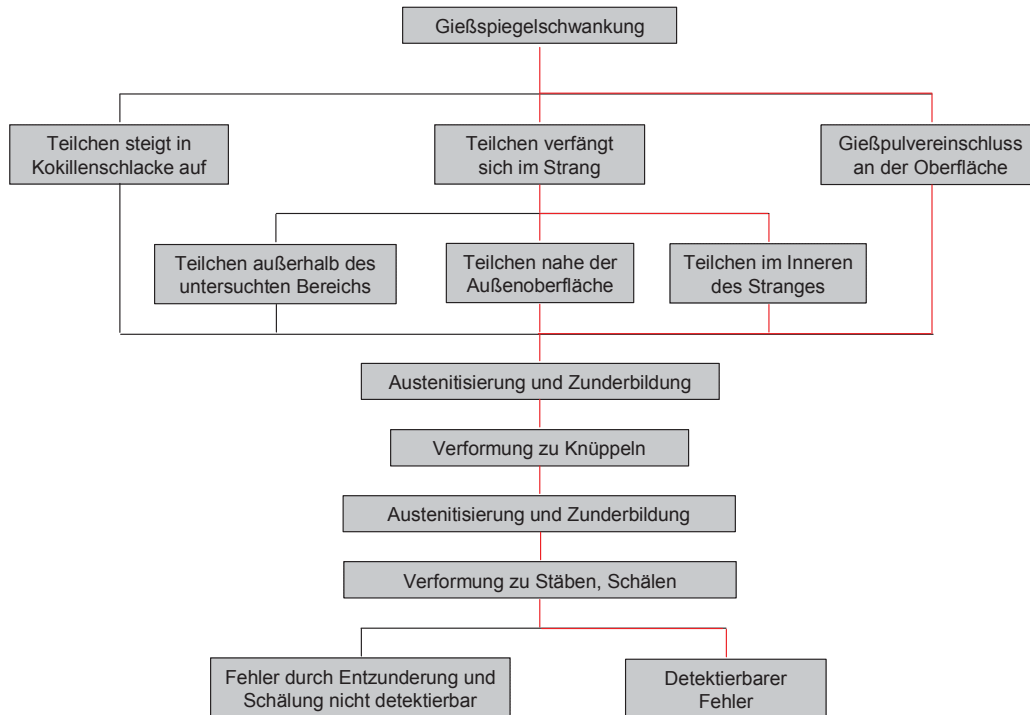 Gießspiegelschwankung
Teilchen steigt in
Kokillenschlacke auf
Teilchen verfängt
sich im Strang
Gießpulvereinschluss
an der Oberfläche
Teilchen außerhalb des
untersuchten Bereichs
Teilchen nahe der
Außenoberfläche
Teilchen im Inneren
des Stranges
Austenitisierung und Zunderbildung
Verformung zu Knüppeln
Austenitisierung und Zunderbildung
Verformung zu Stäben, Schälen
Fehler durch Entzunderung und
Schälung nicht detektierbar
Detektierbarer
Fehler